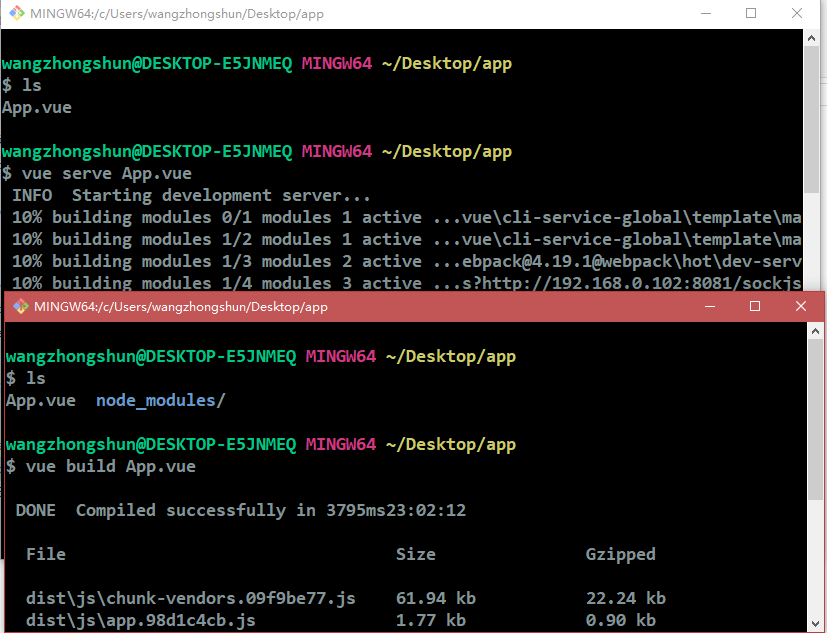 MINGW64:/c/Users/wangzhongshun/Desktop/app
wangzhongshun@DESKTOP-E5JNMEQ MINGW64 ~/Desktop/app
$ ls
App.vue
wangzhongshun@DESKTOP-E5JNMEQ MINGW64 ~/Desktop/app
$ vue serve App.vue
INFO  Starting development server...
10% building modules 0/1 modules 1 active ...vue\cli-service-global\template\ma
10% building modules 1/2 modules 1 active ...vue\cli-service-global\template\ma
10% building modules 1/3 modules 2 active ...ebpack@4.19.1@webpack\hot\dev-serv
10% building modules 1/4 modules 3 active ...s?http://192.168.0.102:8081/sockjs
MINGW64:/c/Users/wangzhongshun/Desktop/app
wangzhongshun@DESKTOP-E5JNMEQ MINGW64 ~/Desktop/app
$ ls
App.vue  node_modules/
wangzhongshun@DESKTOP-E5JNMEQ MINGW64 ~/Desktop/app
$ vue build App.vue
DONE  Compiled successfully in 3795ms23:02:12
File Size Gzipped
dist\js\chunk-vendors.09f9be77.js 61.94 kb 22.24 kb
dist\js\app.98d1c4cb.js 1.77 kb 0.90 kb